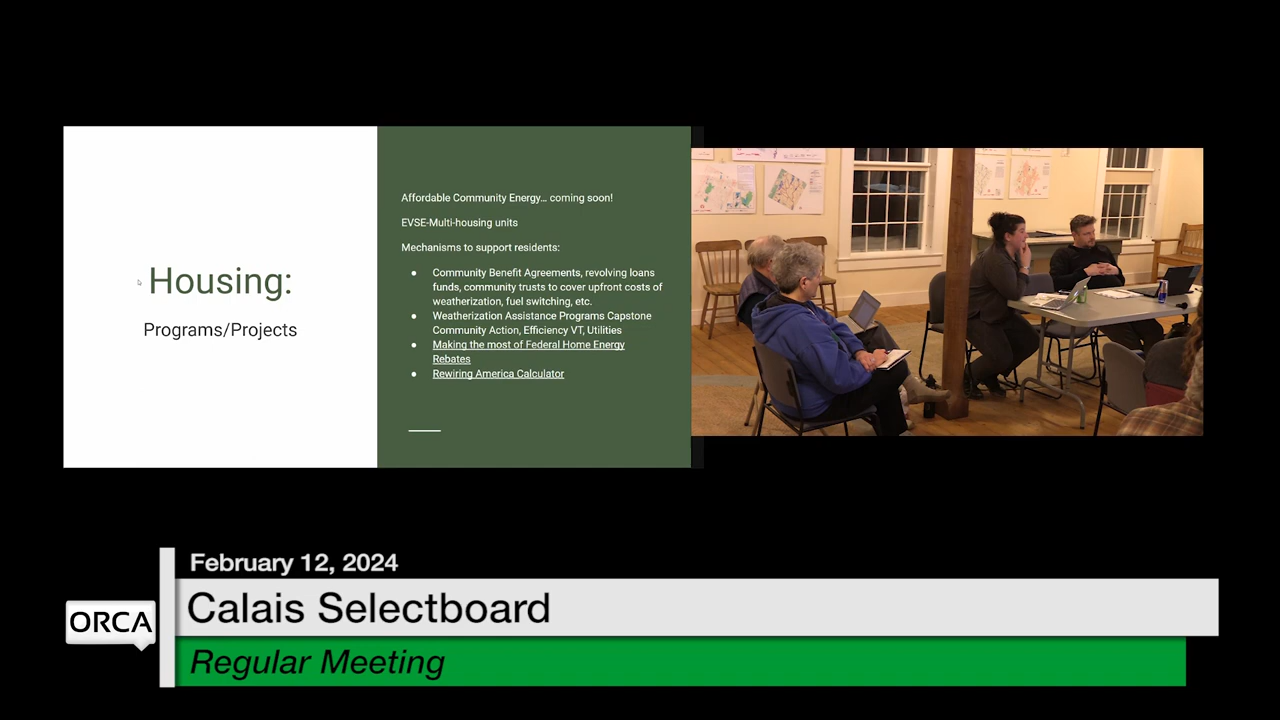 Housing:
Programs/Projects
Affordable Community Energy... coming soon!
EVSE-Multi-housing units
Mechanisms to support residents:
● Community Benefit Agreements, revolving loans
funds, community trusts to cover upfront costs of
weatherization, fuel switching, etc.
● Weatherization Assistance Programs Capstone
Community Action, Efficiency VT, Utilities
● Making the most of Federal Home Energy
Rebates
● Rewiring America Calculator
February 12, 2024
ORCA
Calais Selectboard
Regular Meeting